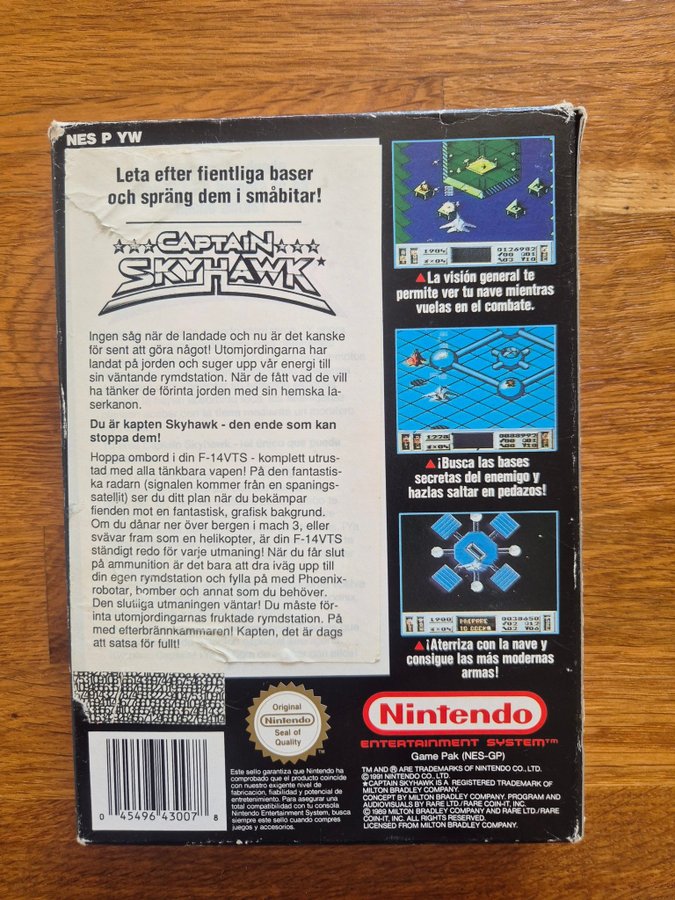 NES P YW
Leta efter fientliga baser
och spräng dem i småbitar!
CAPTAIN
SKYHAWK
Ingen såg när de landade och nu är det kanske
för sent att göra något! Utomjordingarna har
landat på jorden och suger upp vår energi till
sin väntande rymdstation. När de fått vad de vill
ha tänker de förinta jorden med sin hemska la-
serkanon.
Du är kapten Skyhawk - den ende som kan
stoppa dem!
Hoppa ombord i din F-14VTS - komplett utrus-
tad med alla tänkbara vapen! På den fantastis-
ka radarn (signalen kommer från en spanings-
satellit) ser du ditt plan när du bekämpar
fienden mot en fantastisk, grafisk bakgrund.
Om du dånar ner över bergen i mach 3, eller
svävar fram som en helikopter, är din F-14VTS
ständigt redo för varje utmaning! När du får slut
på ammunition är det bara att dra iväg upp till
din egen rymdstation och fylla på med Phoenix-
robotar, bomber och annat som du behöver.
Den slutliga utmaningen väntar! Du måste för-
inta utomjordingarnas fruktade rymdstation. På
med efterbrännkammaren! Kapten, det är dags
att satsa för fullt!
▲La visión general te
permite ver tu nave mientras
vuelas en el combate.
▲¡Busca las bases
secretas del enemigo y
hazlas saltar en pedazos!
PREPARE
TO DOCK!
▲¡Aterriza con la nave y
consigue las más modernas
armas!
0 45496 43007 8
Original
Nintendo
Seal of
Quality
TM
Este sello garantiza que Nintendo ha
comprobado que el producto coincide
con nuestro exigente nivel de
fabricación, fiabilidad y potencial de
entretenimiento. Para asegurar una
total compatibilidad con tu consola
Nintendo Entertainment System, busca
siempre este sello cuando compres
juegos y accesorios.
Nintendo®
ENTERTAINMENT SYSTEM™
Game Pak (NES-GP)
TM AND ® ARE TRADEMARKS OF NINTENDO CO., LTD.
©1991 NINTENDO CO., LTD.
★CAPTAIN SKYHAWK IS A REGISTERED TRADEMARK OF
MILTON BRADLEY COMPANY.
CONCEPT BY MILTON BRADLEY COMPANY, PROGRAM AND
AUDIOVISUALS BY RARE LTD./RARE COIN-IT, INC.
©1989 MILTON BRADLEY COMPANY AND RARE LTD./RARE
COIN-IT, INC. ALL RIGHTS RESERVED.
LICENSED FROM MILTON BRADLEY COMPANY.